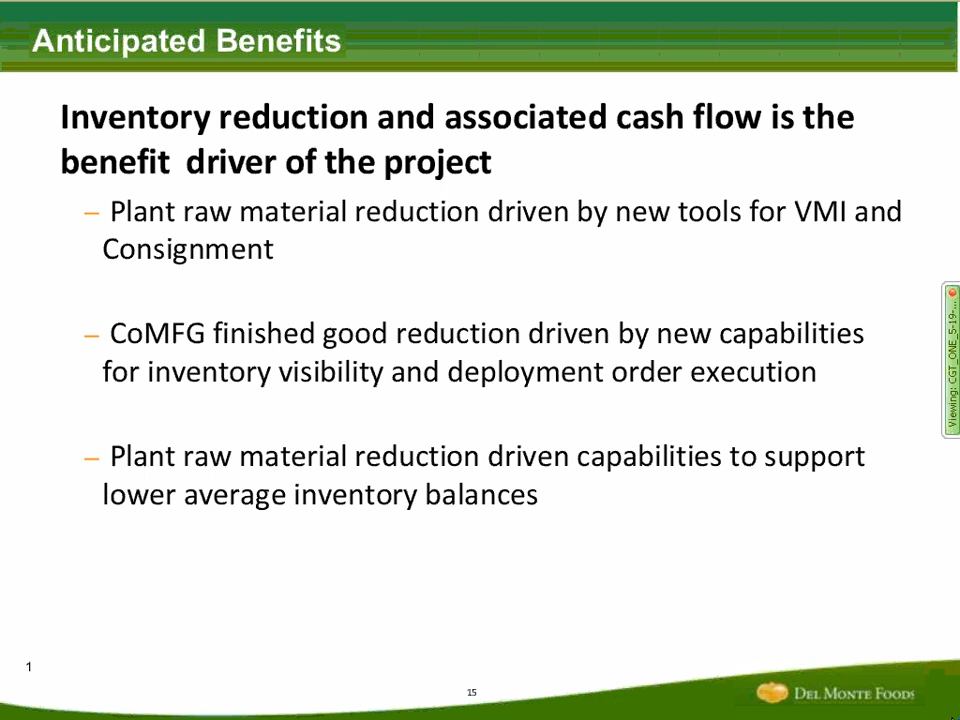 Anticipated Benefits
Inventory reduction and associated cash flow is the
benefit driver of the project
– Plant raw material reduction driven by new tools for VMI and
Consignment
– CoMFG finished good reduction driven by new capabilities
for inventory visibility and deployment order execution
– Plant raw material reduction driven capabilities to support
lower average inventory balances
Viewing: CGT_ONE_5-19-...
1
15
DEL MONTE FOODS